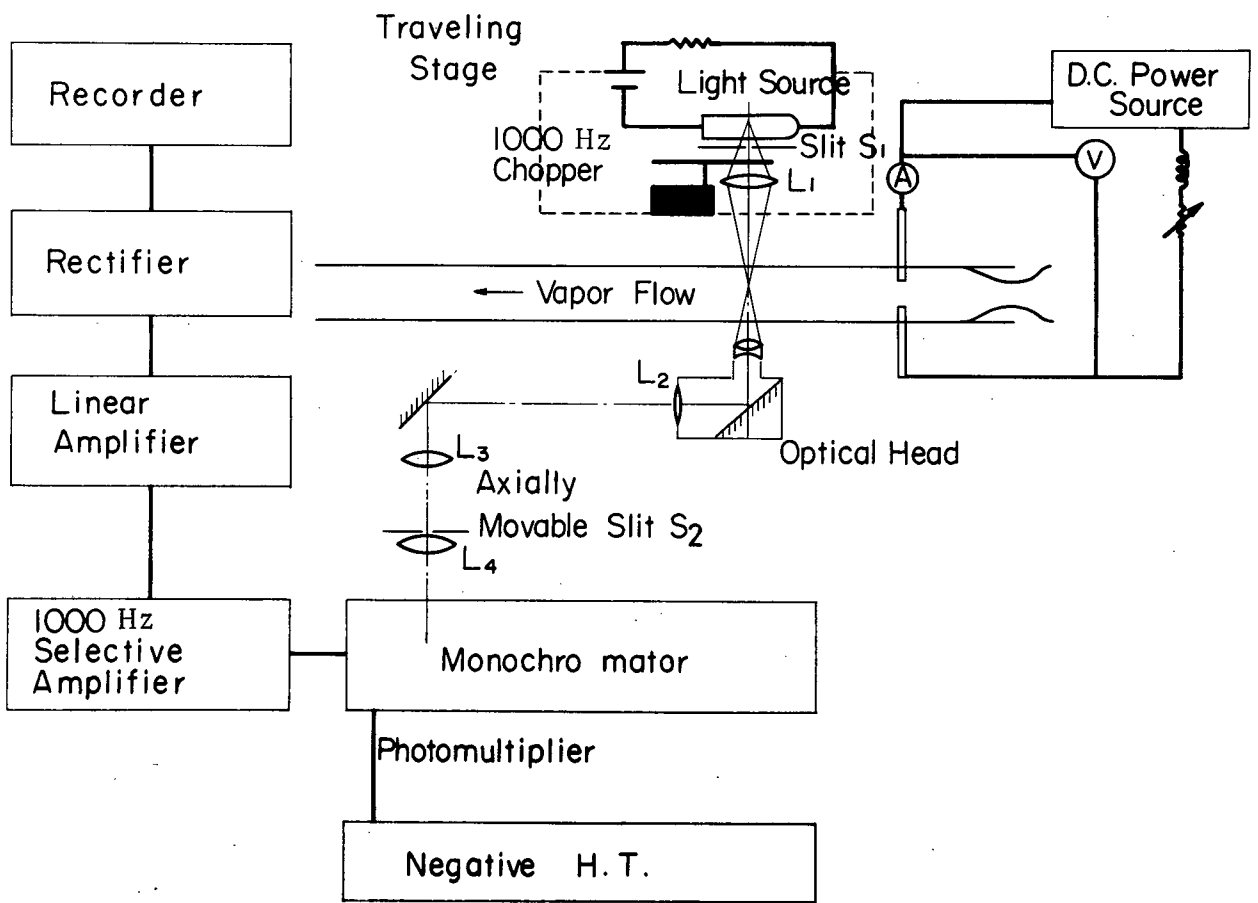 Traveling
Stage
Recorder
Light Source
D.C. Power
Source
1000 Hz
Chopper
Slit S1
L1
A
V
Rectifier
← Vapor Flow
L2
Linear
Amplifier
Optical Head
L3
Axially
Movable Slit S2
L4
1000 Hz
Selective
Amplifier
Monochro mator
Photomultiplier
Negative H.T.